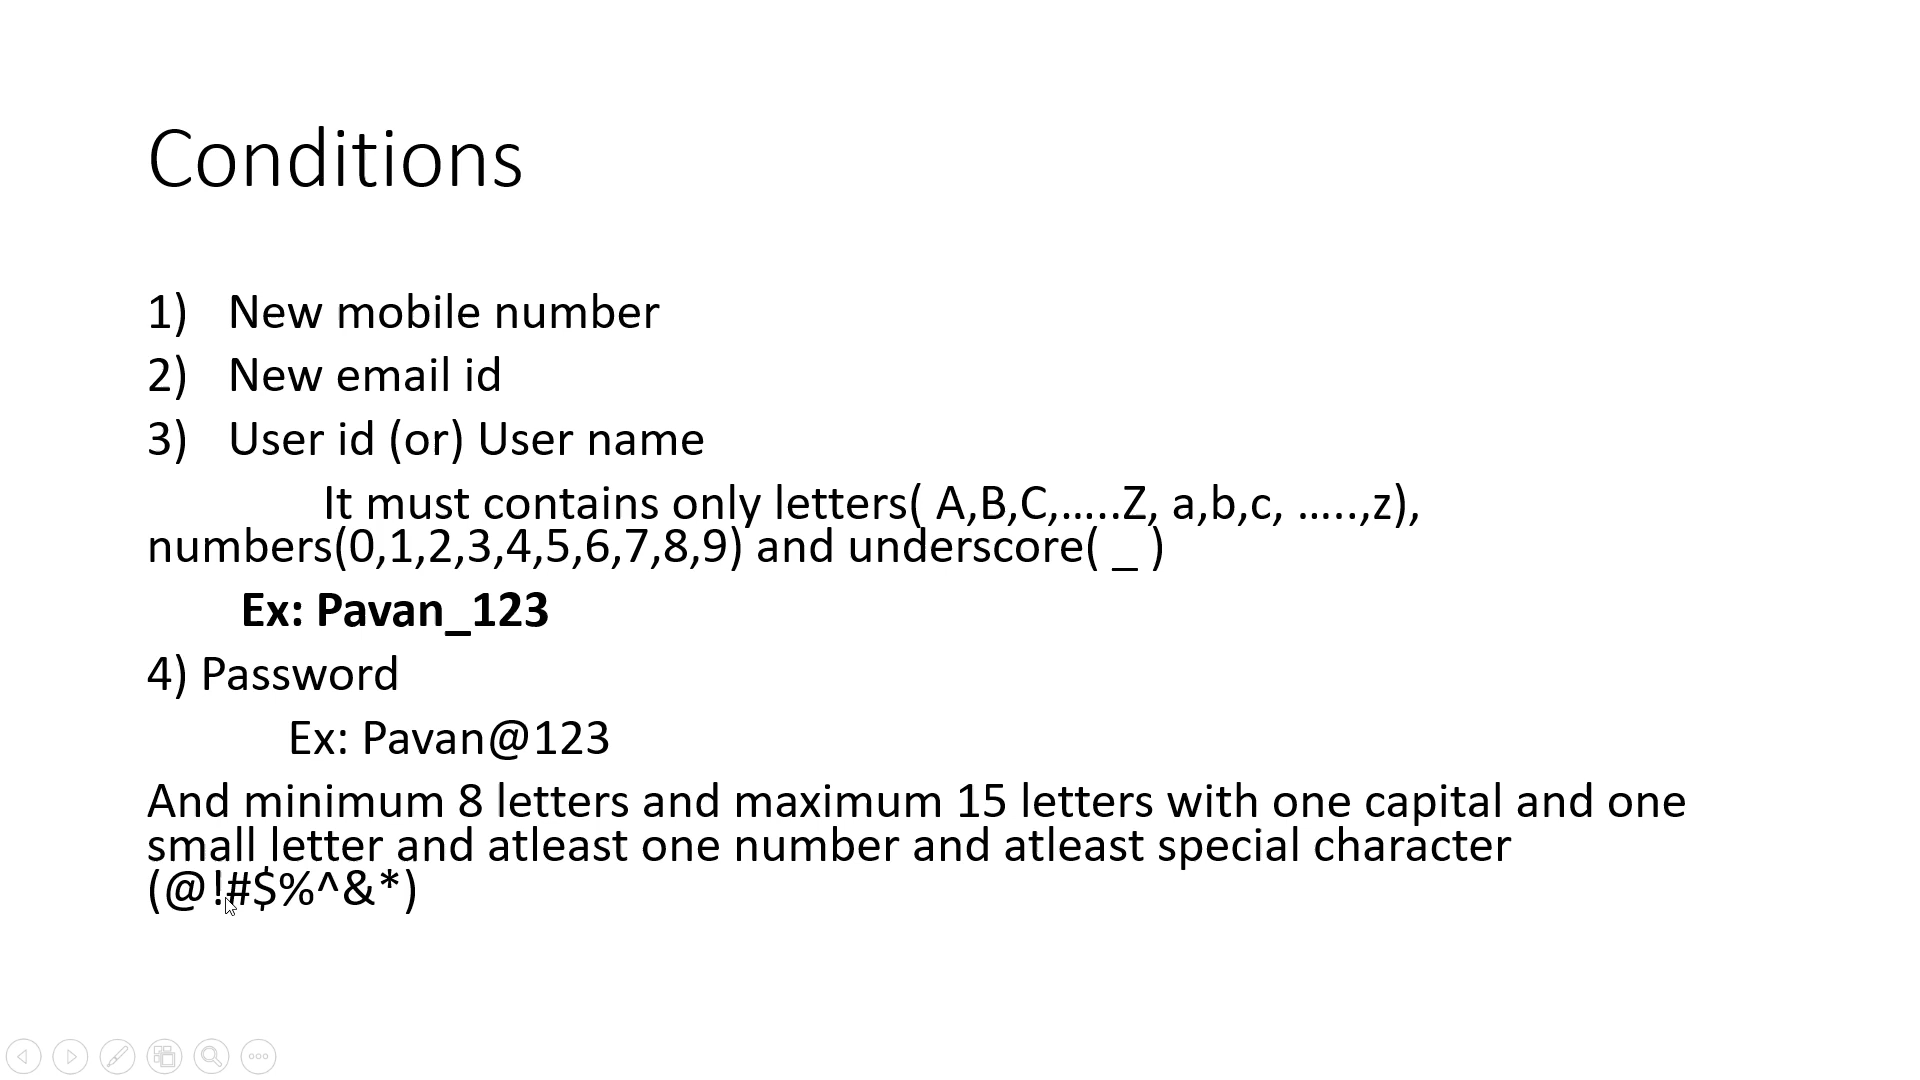 Conditions
1) New mobile number
2) New email id
3) User id (or) User name
It must contains only letters( A,B,C,…..Z, a,b,c, …..,z),
numbers(0,1,2,3,4,5,6,7,8,9) and underscore( _ )
Ex: Pavan_123
4) Password
Ex: Pavan@123
And minimum 8 letters and maximum 15 letters with one capital and one
small letter and atleast one number and atleast special character
(@!#$%^&*)